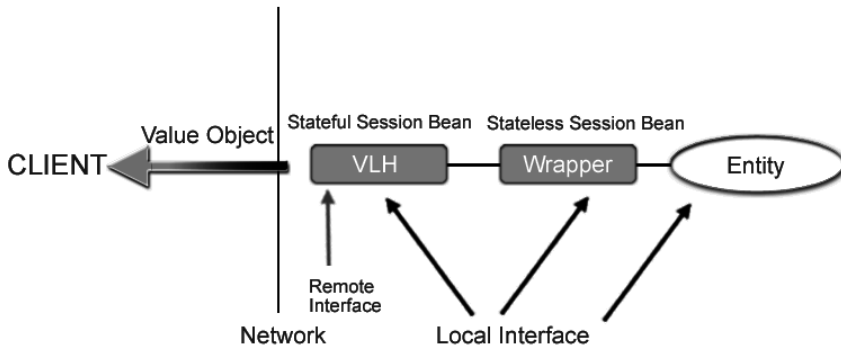 Stateful Session Bean
Stateless Session Bean
Value Object
CLIENT
VLH
Wrapper
Entity
Remote
Interface
Network
Local Interface